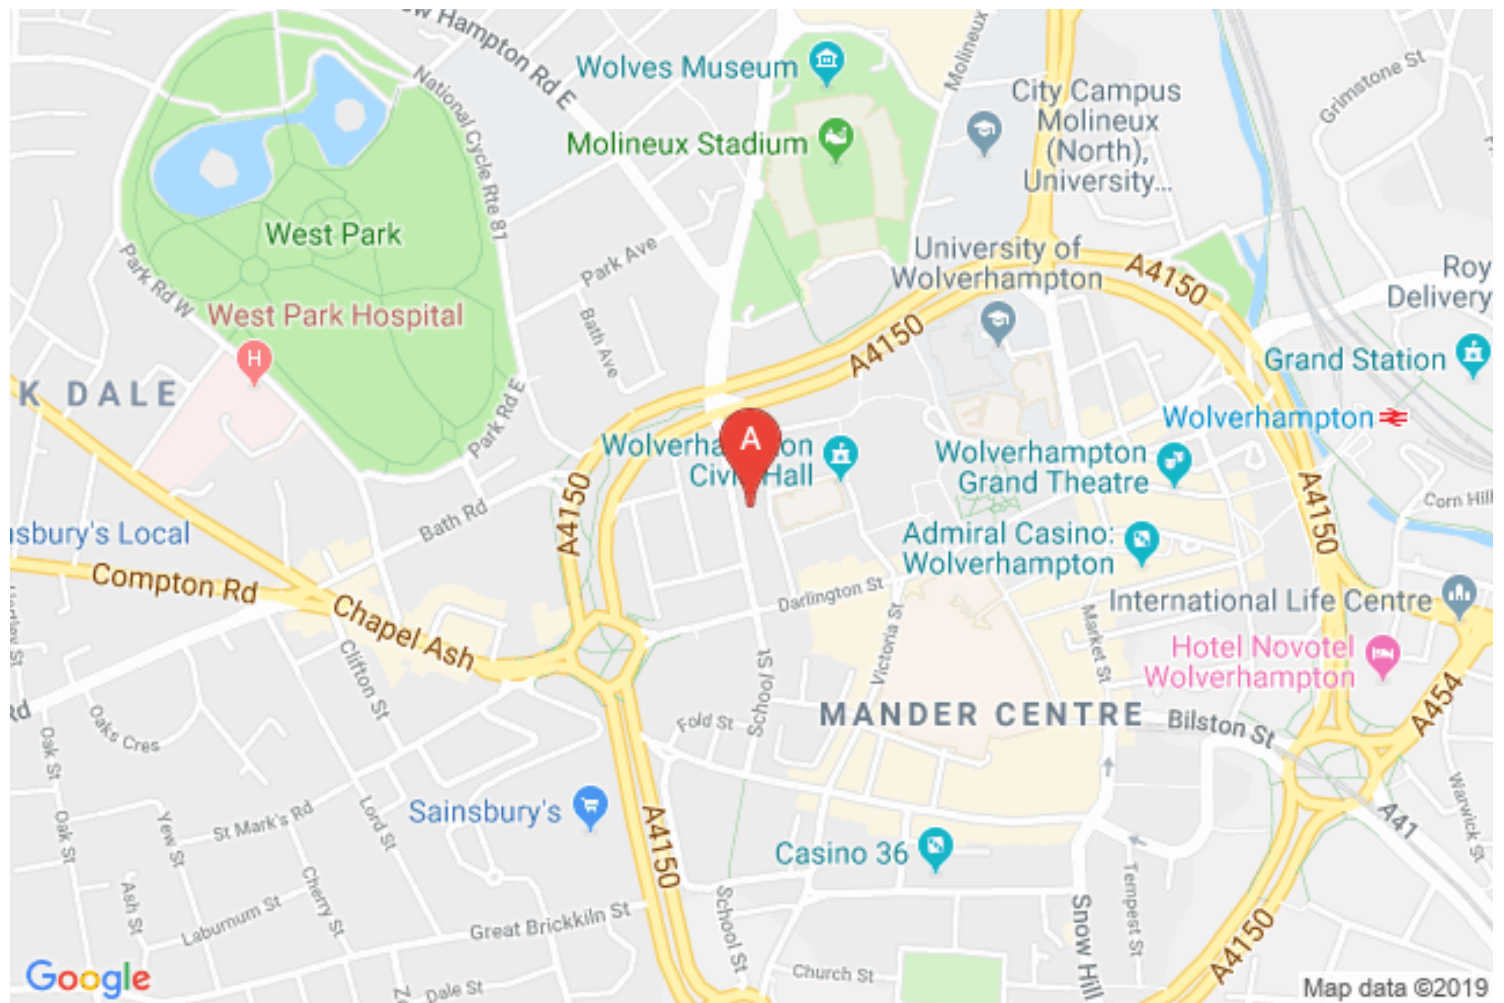 w Hampton Rd E
Molineux
Wolves Museum
Grimstone St
City Campus
Molineux
(North),
University...
National Cycle Rte 81
Molineux Stadium
West Park
Park Ave
University of
Wolverhampton
A4150
Roy
Delivery
Park Rd W
West Park Hospital
H
Bath Ave
A4150
Grand Station
K DALE
Park Rd E
Wolverhampton
A
Civic Hall
Wolverhampton
Grand Theatre
A4150
A4150
Corn Hill
Bath Rd
nsbury's Local
Admiral Casino:
Wolverhampton
Compton Rd
Darlington St
International Life Centre
Chapel Ash
Victoria St
Market St
Hotel Novotel
Wolverhampton
Clifton St
School St
Rd
Oaks Cres
Fold St
MANDER CENTRE
Bilston St
A454
Oak St
Sainsbury's
A41
Warwick St
Yew St
St Mark's Rd
Lord St
Oak St
A4150
Casino 36
Ash St
Cherry St
Laburnum St
Great Brickkiln St
School St
Snow Hill
Tempest St
A4150
Church St
Dale St
Google
Map data ©2019